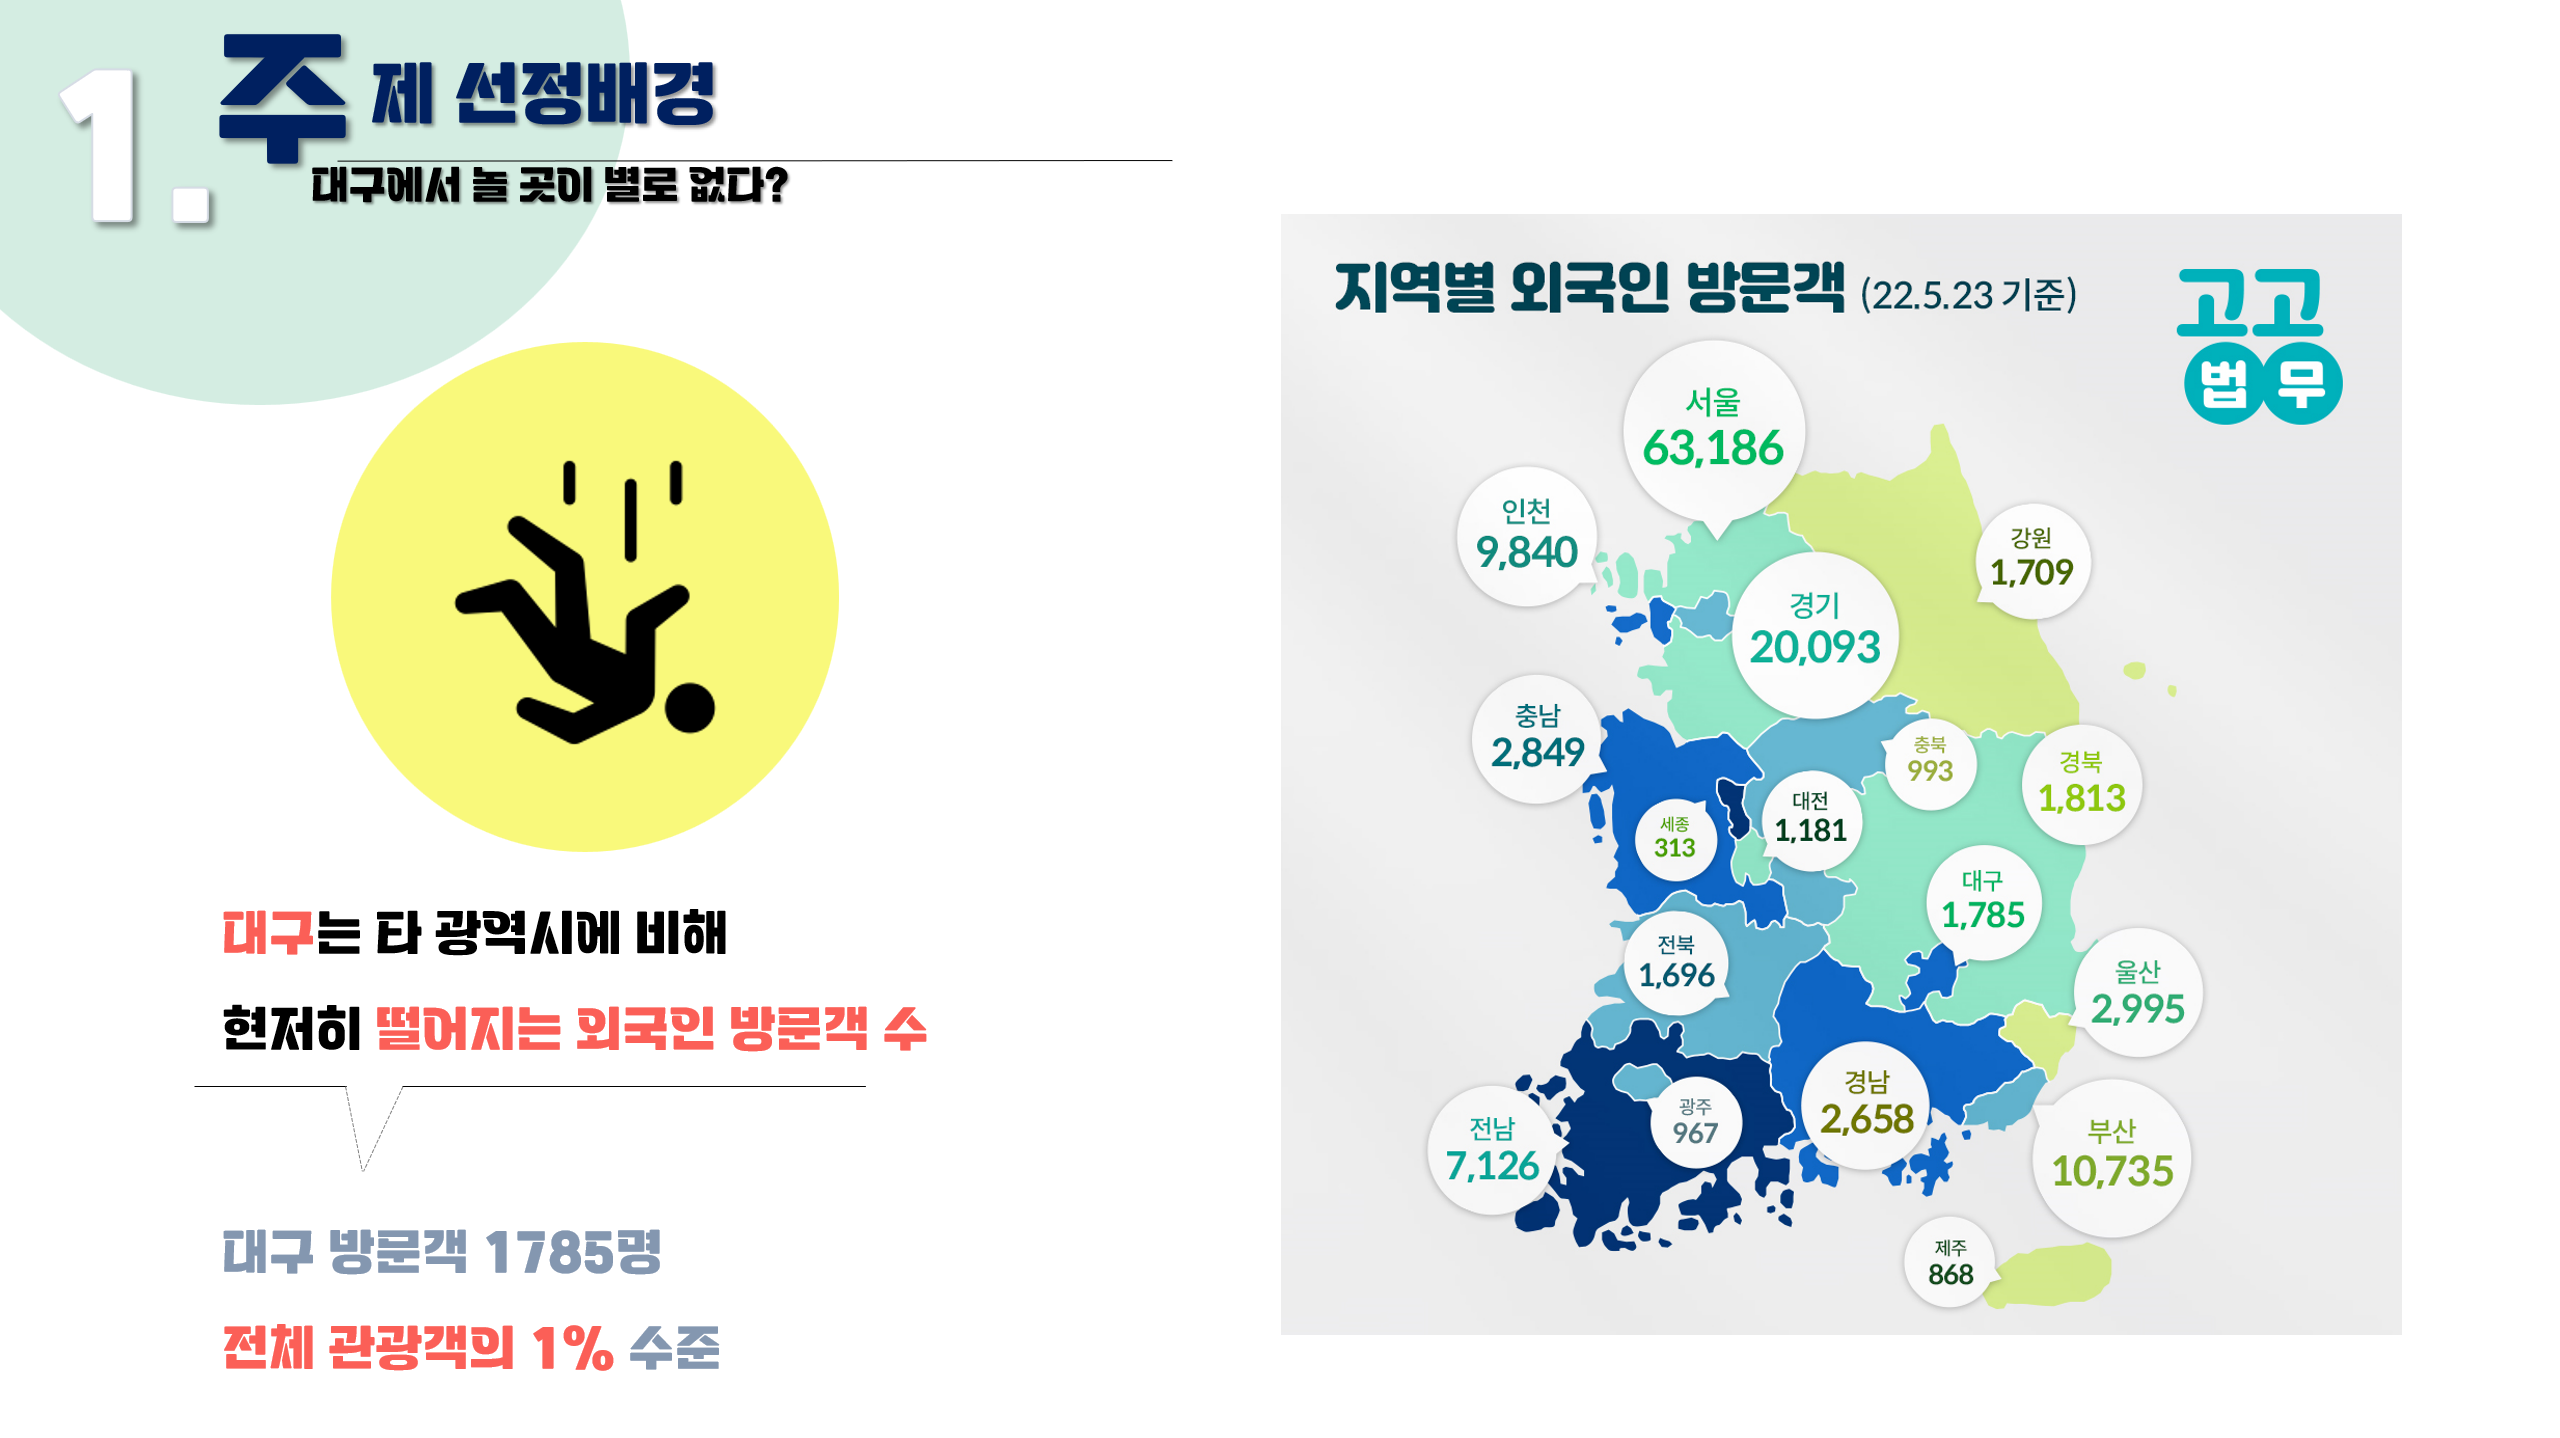 1. 주제 선정배경
대구에서 놀 곳이 별로 없다?
대구는 타 광역시에 비해
현저히 떨어지는 외국인 방문객 수
대구 방문객 1785명
전체 관광객의 1% 수준
지역별 외국인 방문객 (22.5.23 기준)
고고
법무
서울
63,186
인천
9,840
강원
1,709
경기
20,093
충남
2,849
충북
993
경북
1,813
대전
1,181
세종
313
대구
1,785
전북
1,696
울산
2,995
경남
2,658
광주
967
전남
7,126
부산
10,735
제주
868